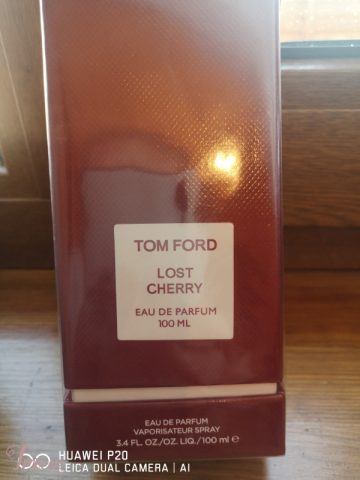 TOM FORD
LOST
CHERRY
EAU DE PARFUM
100 ML
EAU DE PARFUM
VAPORISATEUR SPRAY
3.4 FL. OZ./OZ. LIQ./100 ml ℮
HUAWEI P20
LEICA DUAL CAMERA | AI